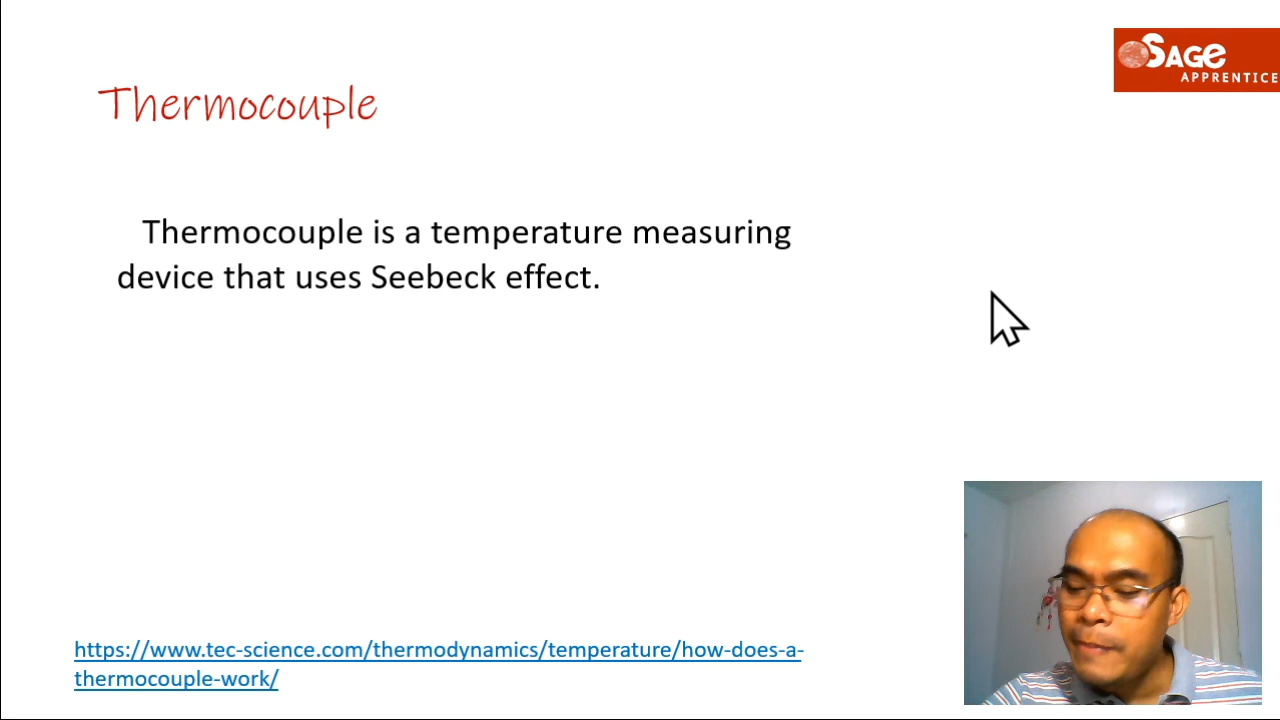 SAGE
APPRENTICE
Thermocouple
Thermocouple is a temperature measuring
device that uses Seebeck effect.
https://www.tec-science.com/thermodynamics/temperature/how-does-a-
thermocouple-work/